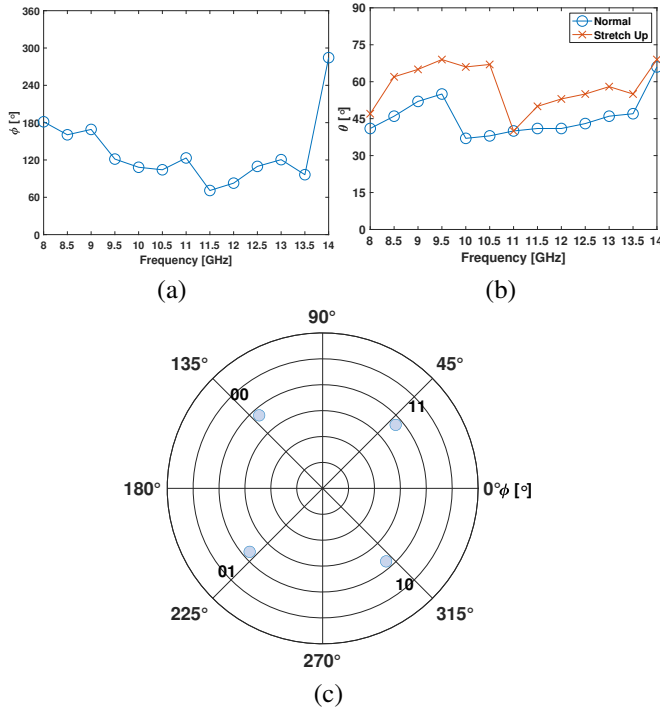 360
300
240
180
120
60
0
ϕ [°]
8 8.5 9 9.5 10 10.5 11 11.5 12 12.5 13 13.5 14
Frequency [GHz]
(a)
90
75
60
45
30
15
0
θ [°]
Normal
Stretch Up
8 8.5 9 9.5 10 10.5 11 11.5 12 12.5 13 13.5 14
Frequency [GHz]
(b)
90°
135° 45°
00 11
180° 0° ϕ [°]
01 10
225° 315°
270°
(c)